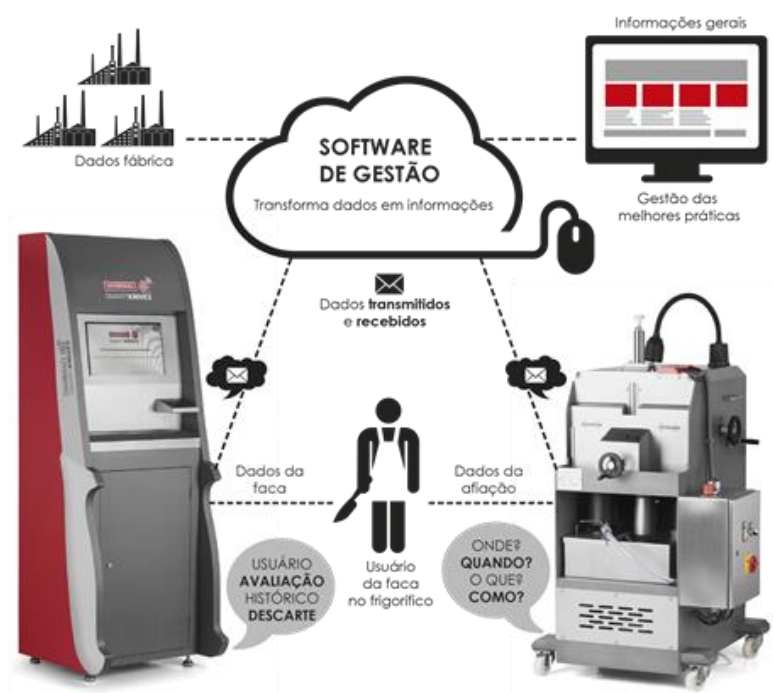 Informações gerais
Dados fábrica
SOFTWARE
DE GESTÃO
Transforma dados em informações
Gestão das
melhores práticas
Dados transmitidos
e recebidos
Dados da
faca
Dados da
afiação
USUÁRIO
AVALIAÇÃO
HISTÓRICO
DESCARTE
Usuário
da faca
no frigorífico
ONDE?
QUANDO?
O QUE?
COMO?